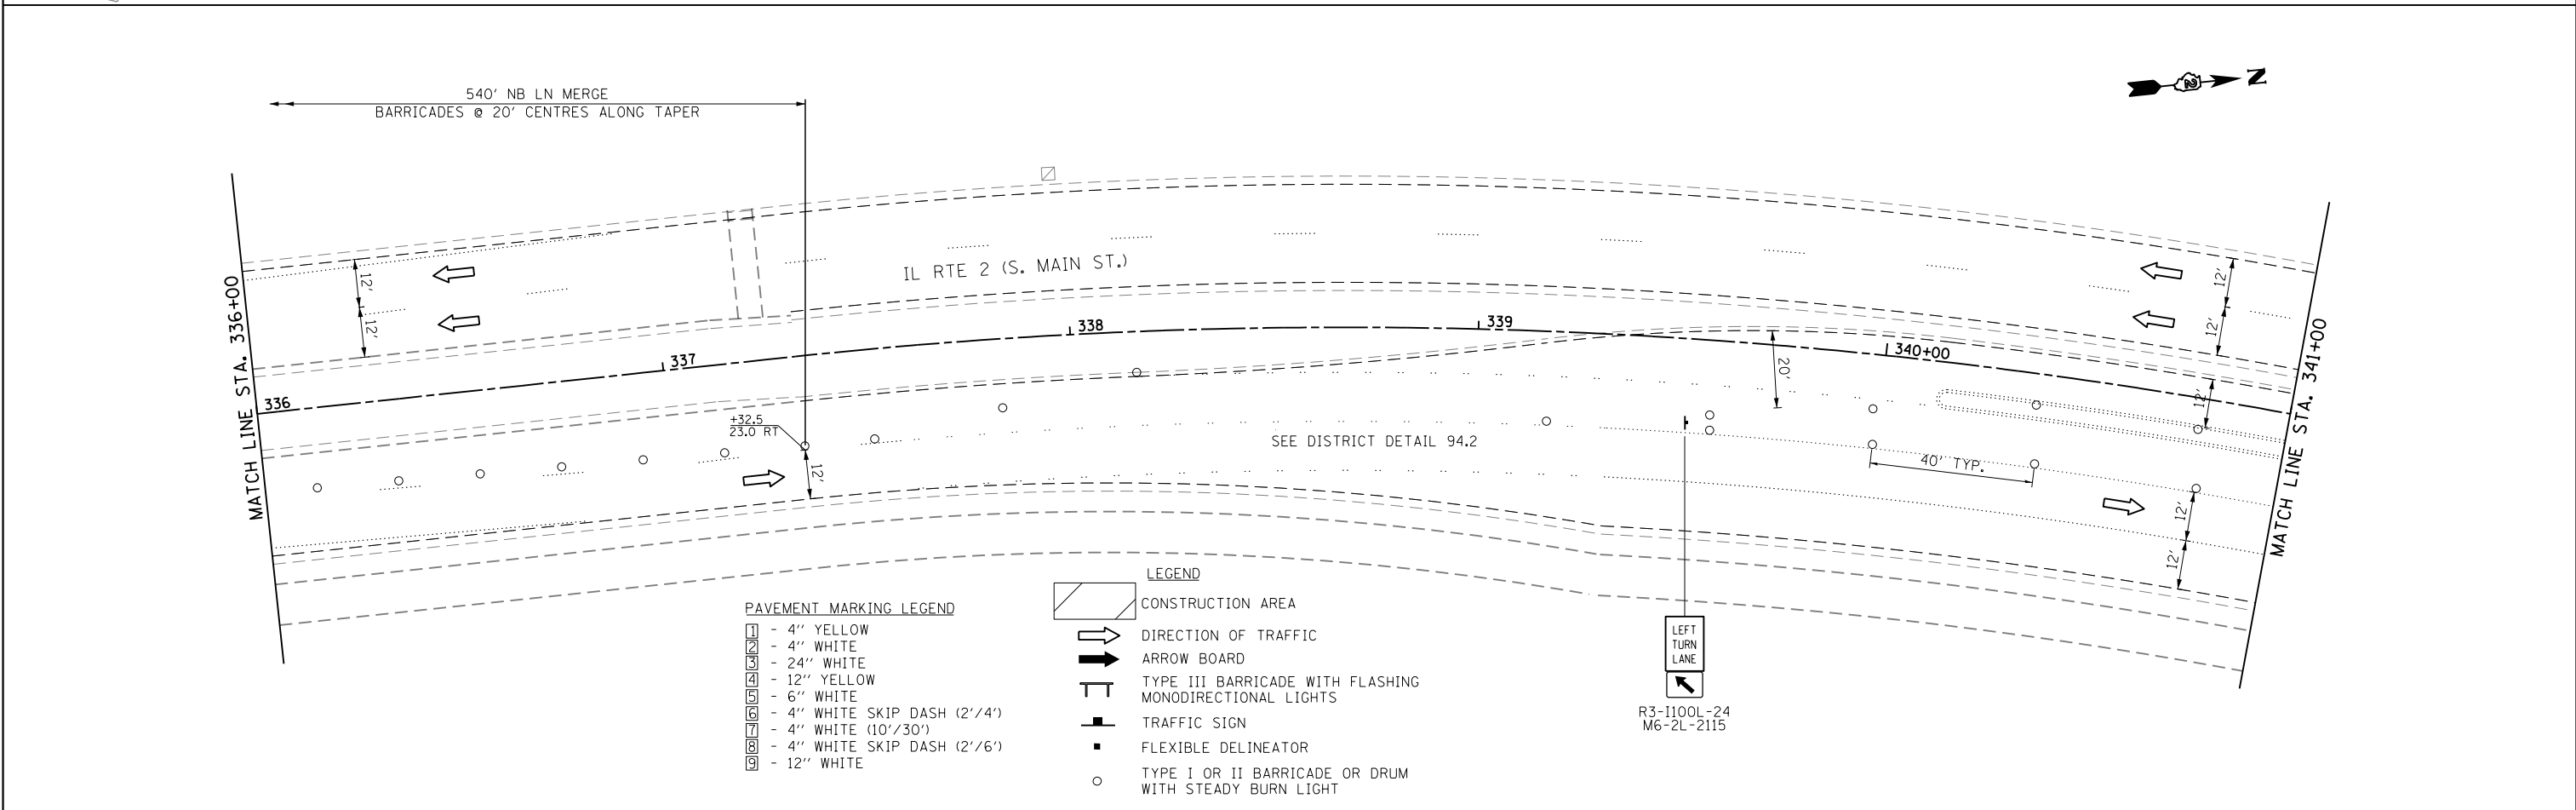 540' NB LN MERGE
BARRICADES @ 20' CENTRES ALONG TAPER
2 N
MATCH LINE STA. 336+00
12'
12'
IL RTE 2 (S. MAIN ST.)
12'
12'
MATCH LINE STA. 341+00
336
337
338
339
340+00
20'
12'
+32.5
23.0 RT
12'
SEE DISTRICT DETAIL 94.2
40' TYP.
12'
12'
PAVEMENT MARKING LEGEND
1 - 4'' YELLOW
2 - 4'' WHITE
3 - 24'' WHITE
4 - 12'' YELLOW
5 - 6'' WHITE
6 - 4'' WHITE SKIP DASH (2'/4')
7 - 4'' WHITE (10'/30')
8 - 4'' WHITE SKIP DASH (2'/6')
9 - 12'' WHITE
LEGEND
CONSTRUCTION AREA
DIRECTION OF TRAFFIC
ARROW BOARD
TYPE III BARRICADE WITH FLASHING
MONODIRECTIONAL LIGHTS
TRAFFIC SIGN
FLEXIBLE DELINEATOR
TYPE I OR II BARRICADE OR DRUM
WITH STEADY BURN LIGHT
LEFT
TURN
LANE
R3-I100L-24
M6-2L-2115